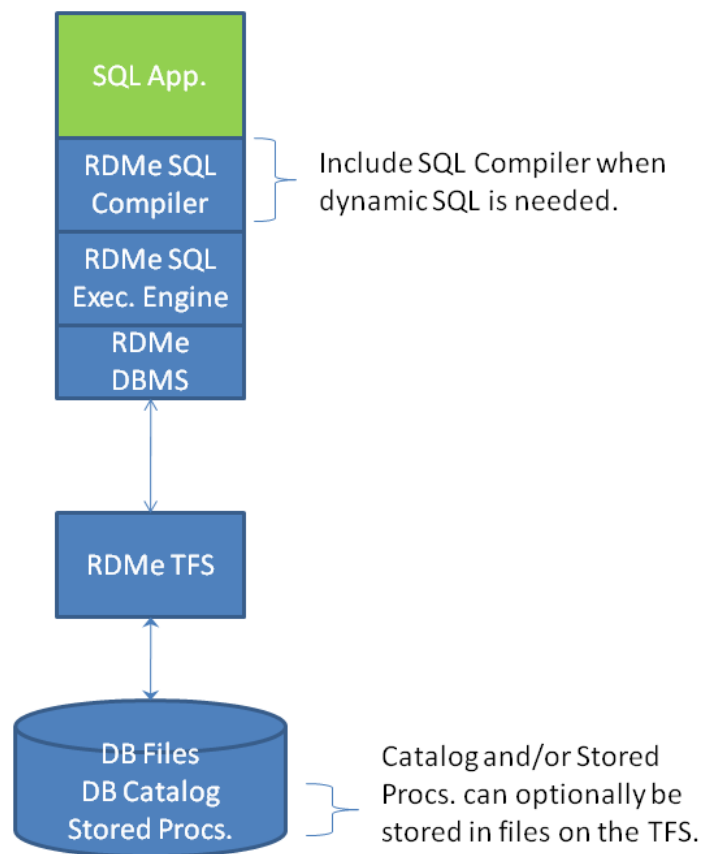 SQL App.
RDMe SQL
Compiler
Include SQL Compiler when
dynamic SQL is needed.
RDMe SQL
Exec. Engine
RDMe
DBMS
RDMe TFS
DB Files
DB Catalog
Stored Procs.
Catalog and/or Stored
Procs. can optionally be
stored in files on the TFS.